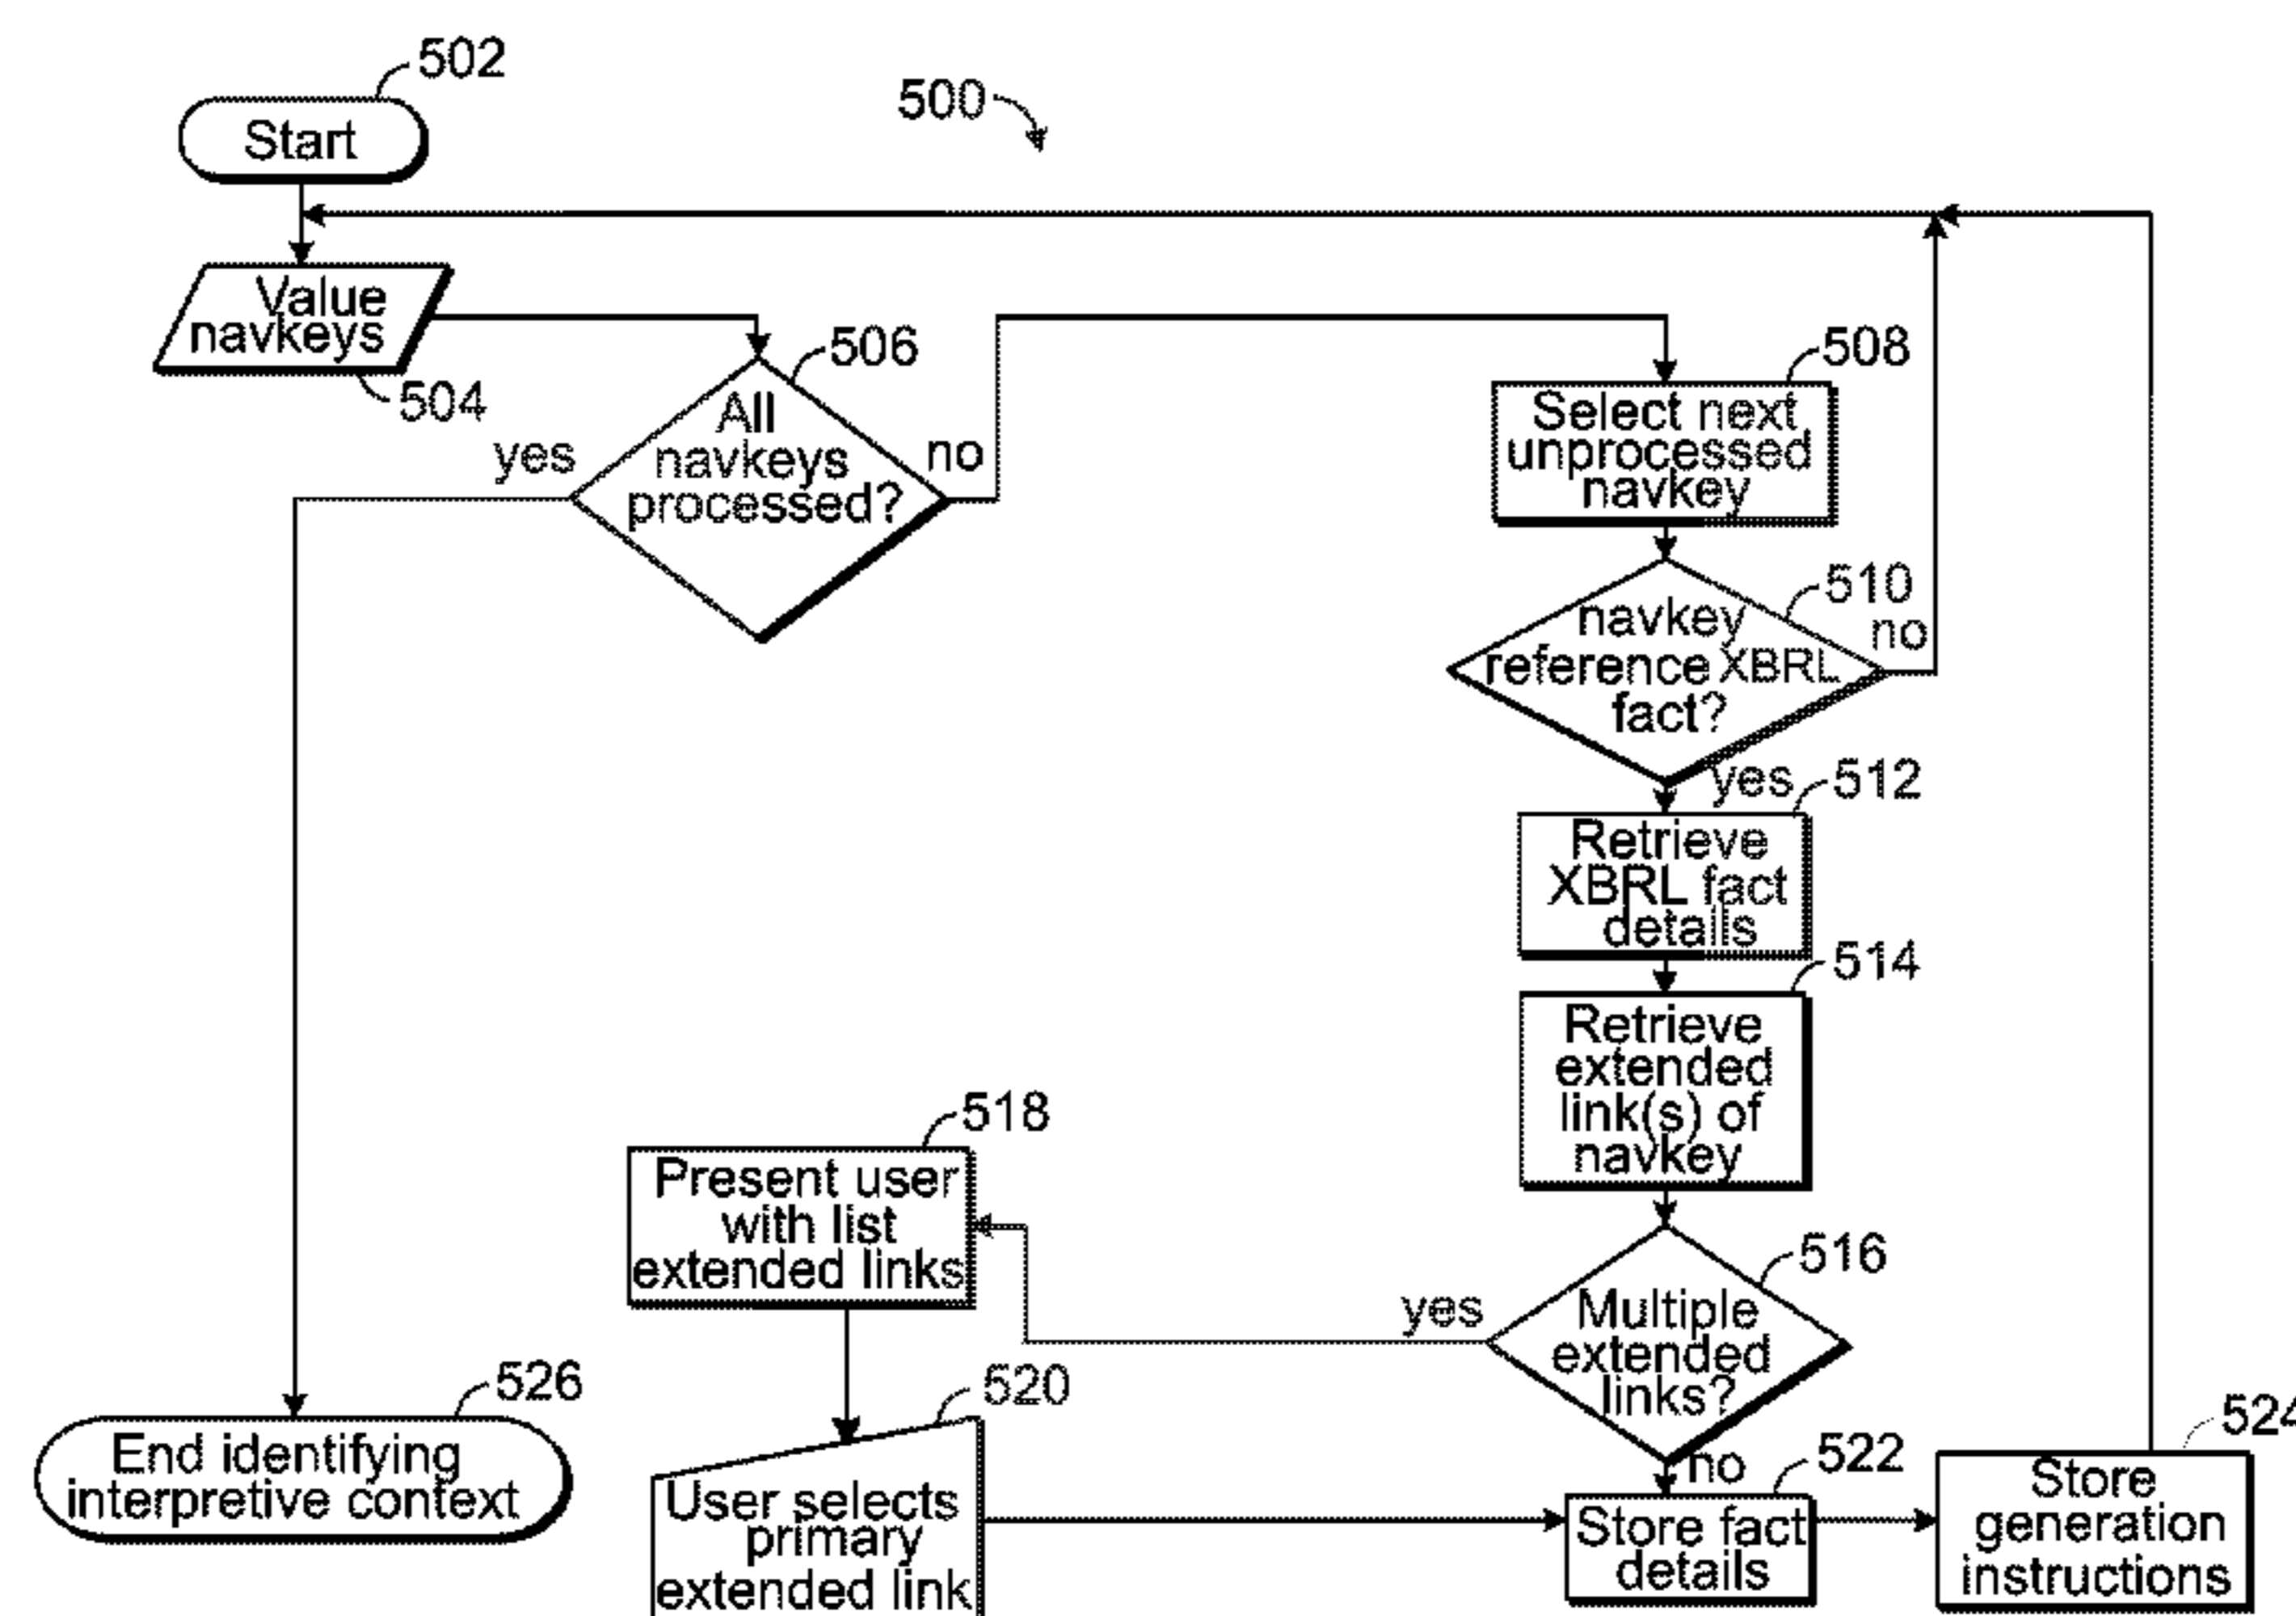 502
500
Start
Value
navkeys
504
506
All
navkeys
processed?
yes
no
508
Select next
unprocessed
navkey
510
navkey
reference XBRL
fact?
no
yes
512
Retrieve
XBRL fact
details
514
Retrieve
extended
link(s) of
navkey
516
Multiple
extended
links?
yes
no
518
Present user
with list
extended links
520
User selects
primary
extended link
522
Store fact
details
524
Store
generation
instructions
526
End identifying
interpretive context